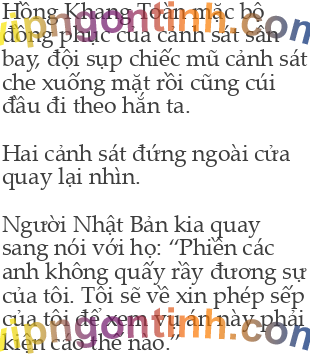 Hồng Khang Toàn mặc bộ
đồng phục của cảnh sát sân
bay, đội sụp chiếc mũ cảnh sát
che xuống mặt rồi cũng cúi
đầu đi theo hắn ta.
Hai cảnh sát đứng ngoài cửa
quay lại nhìn.
Người Nhật Bản kia quay
sang nói với họ: “Phiền các
anh không quấy rầy đương sự
của tôi. Tôi sẽ về xin phép sếp
của tôi để xem vụ án này phải
kiện cáo thế nào.”
vipngontinh.com
vipngontinh.com